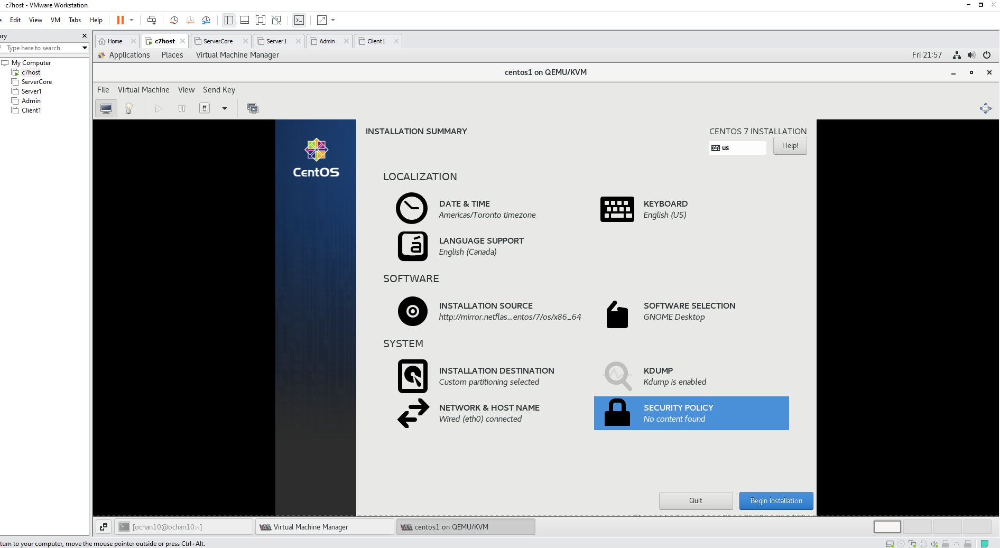 c7host - VMware Workstation
Edit View VM Tabs Help
Home c7host ServerCore Server1 Admin Client1
Type here to search
My Computer
c7host
ServerCore
Server1
Admin
Client1
Applications Places Virtual Machine Manager Fri 21:57
centos1 on QEMU/KVM
File Virtual Machine View Send Key
CentOS
INSTALLATION SUMMARY
CENTOS 7 INSTALLATION
us
Help!
LOCALIZATION
DATE & TIME
Americas/Toronto timezone
KEYBOARD
English (US)
LANGUAGE SUPPORT
English (Canada)
SOFTWARE
INSTALLATION SOURCE
http://mirror.netflas...entos/7/os/x86_64
SOFTWARE SELECTION
GNOME Desktop
SYSTEM
INSTALLATION DESTINATION
Custom partitioning selected
KDUMP
Kdump is enabled
NETWORK & HOST NAME
Wired (eth0) connected
SECURITY POLICY
No content found
Quit Begin Installation
[ochan10@ochan10:~] Virtual Machine Manager centos1 on QEMU/KVM
turn to your computer, move the mouse pointer outside or press Ctrl+Alt.